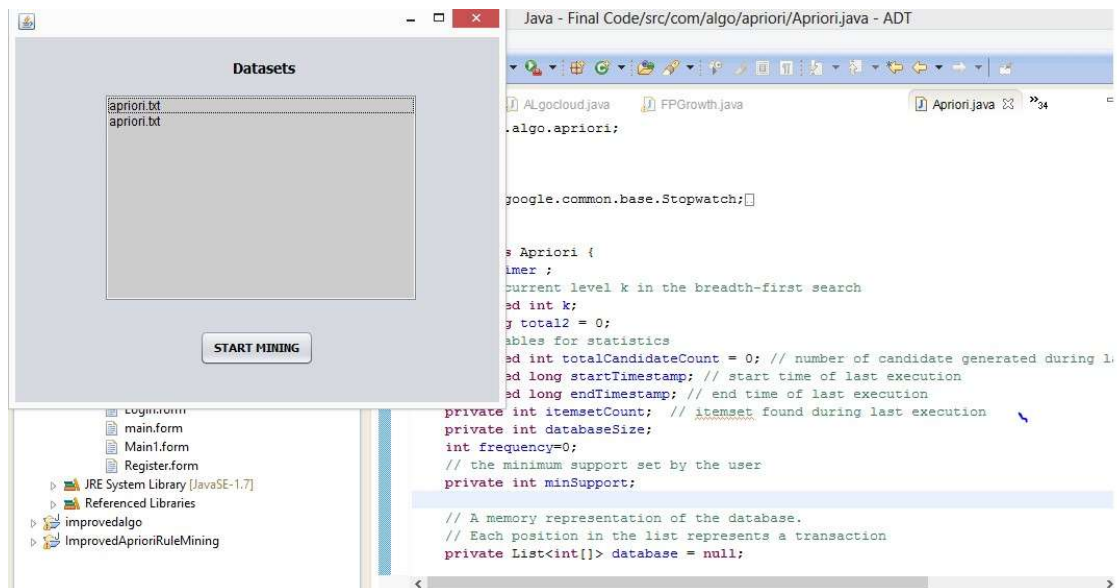 Java - Final Code/src/com/algo/apriori/Apriori.java - ADT
Datasets
apriori.txt
apriori.txt
START MINING
ALgocloud.java
FPGrowth.java
Apriori.java
34
.algo.apriori;
google.common.base.Stopwatch;
s Apriori {
imer ;
current level k in the breadth-first search
ed int k;
g total2 = 0;
ables for statistics
ed int totalCandidateCount = 0; // number of candidate generated during la
ed long startTimestamp; // start time of last execution
ed long endTimestamp; // end time of last execution
private int itemsetCount; // itemset found during last execution
private int databaseSize;
int frequency=0;
// the minimum support set by the user
private int minSupport;
// A memory representation of the database.
// Each position in the list represents a transaction
private List<int[]> database = null;
Login.form
main.form
Main1.form
Register.form
JRE System Library [JavaSE-1.7]
Referenced Libraries
improvedalgo
ImprovedAprioriRuleMining